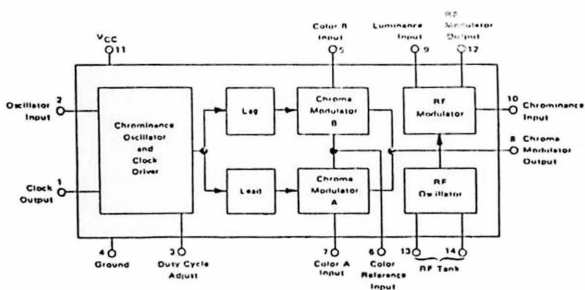 VCC
11
Color B
Input
5
Luminance
Input
9
RF
Modulator
Output
12
Oscillator
Input
2
Chrominance
Oscillator
and
Clock
Driver
Lag
Chroma
Modulator
B
RF
Modulator
10
Chrominance
Input
8
Chroma
Modulator
Output
Clock
Output
1
Lead
Chroma
Modulator
A
RF
Oscillator
4
Ground
3
Duty Cycle
Adjust
7
Color A
Input
6
Color
Reference
Input
13
14
RF Tank